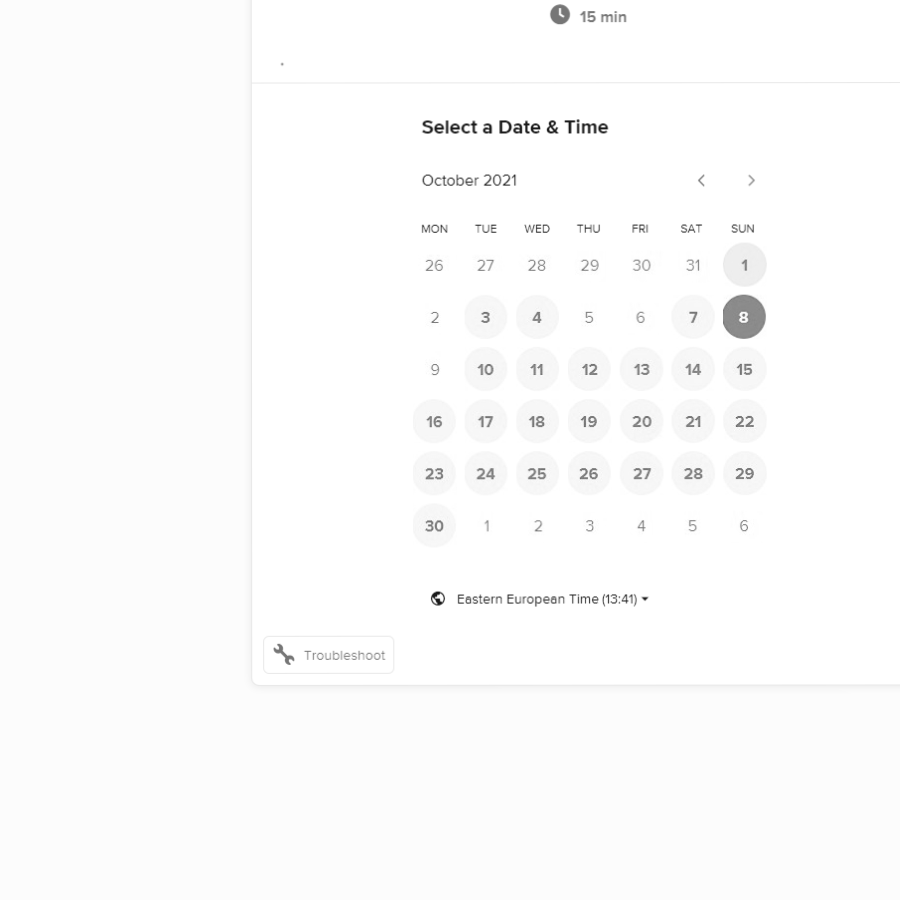 15 min
.
Select a Date & Time
October 2021
MON TUE WED THU FRI SAT SUN
26 27 28 29 30 31 1
2 3 4 5 6 7 8
9 10 11 12 13 14 15
16 17 18 19 20 21 22
23 24 25 26 27 28 29
30 1 2 3 4 5 6
Eastern European Time (13:41)
Troubleshoot